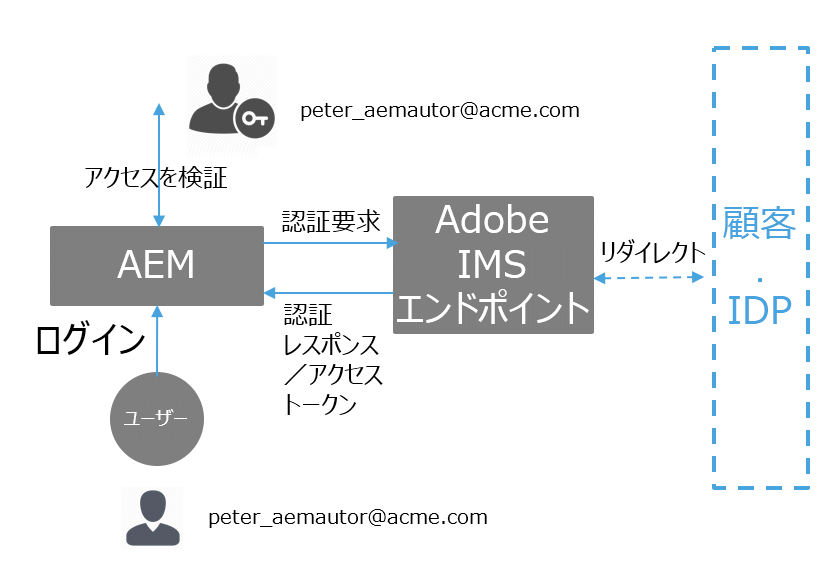 peter_aemautor@acme.com
アクセスを検証
認証要求
AEM
Adobe
IMS
エンドポイント
リダイレクト
顧客
.
IDP
ログイン
認証
レスポンス
／アクセス
トークン
ユーザー
peter_aemautor@acme.com